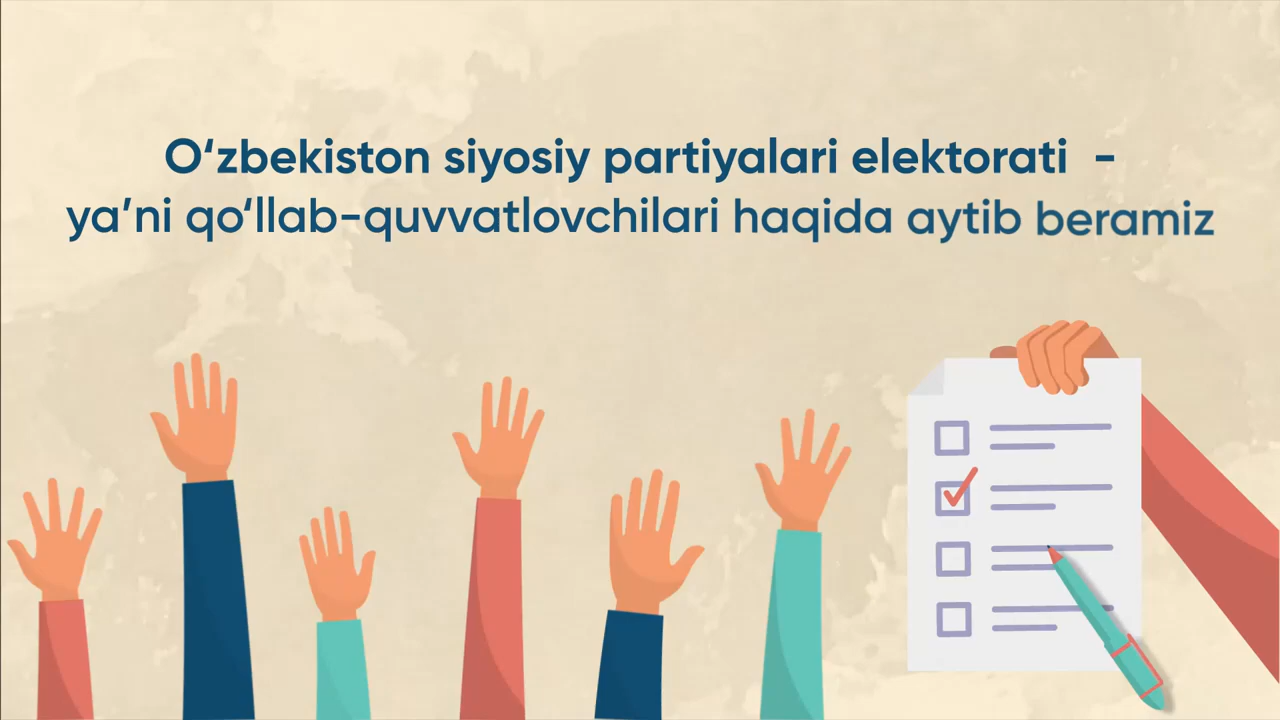 O‘zbekiston siyosiy partiyalari elektorati -
ya’ni qo‘llab-quvvatlovchilari haqida aytib beramiz